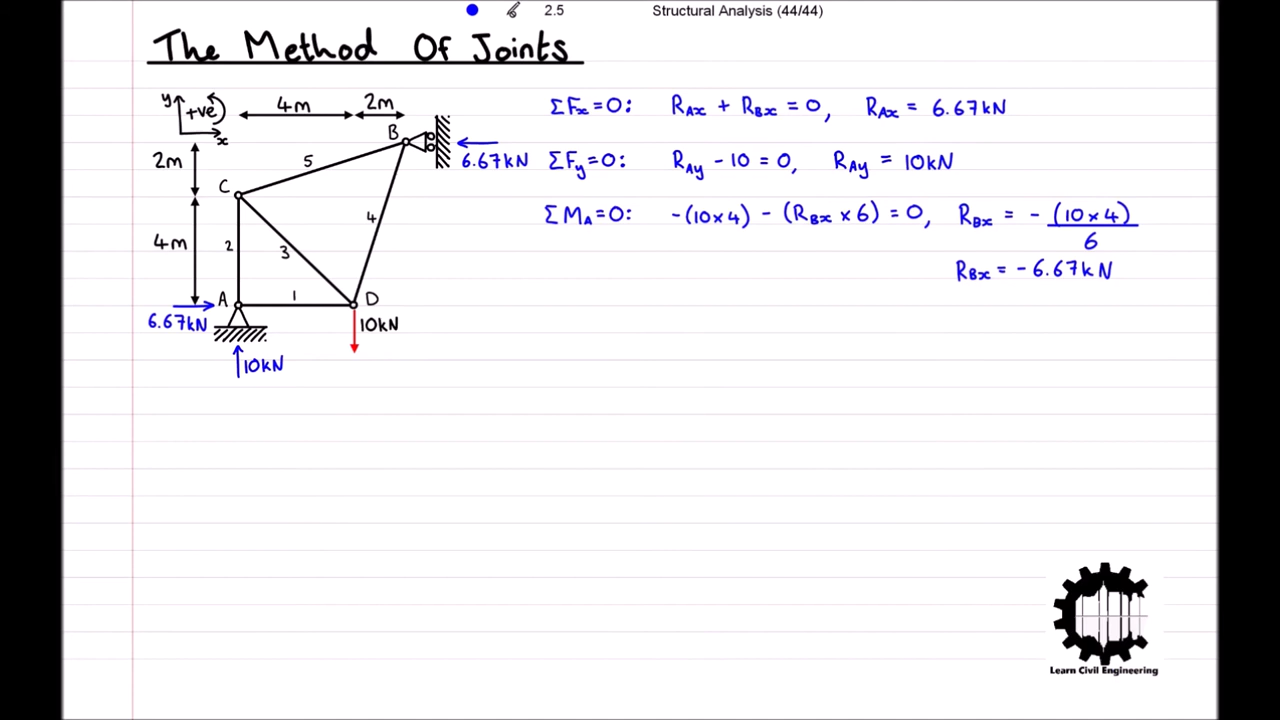 2.5 Structural Analysis (44/44)
The Method Of Joints
y +ve x
4m 2m
2m
4m
B
C
A
D
5
4
3
2
1
6.67kN
6.67kN
10kN
10kN
ΣFx=0: RAx + RBx = 0, RAx = 6.67kN
ΣFy=0: RAy - 10 = 0, RAy = 10kN
ΣMA=0: -(10×4) - (RBx × 6) = 0, RBx = - (10×4)
6
RBx = - 6.67kN
Learn Civil Engineering